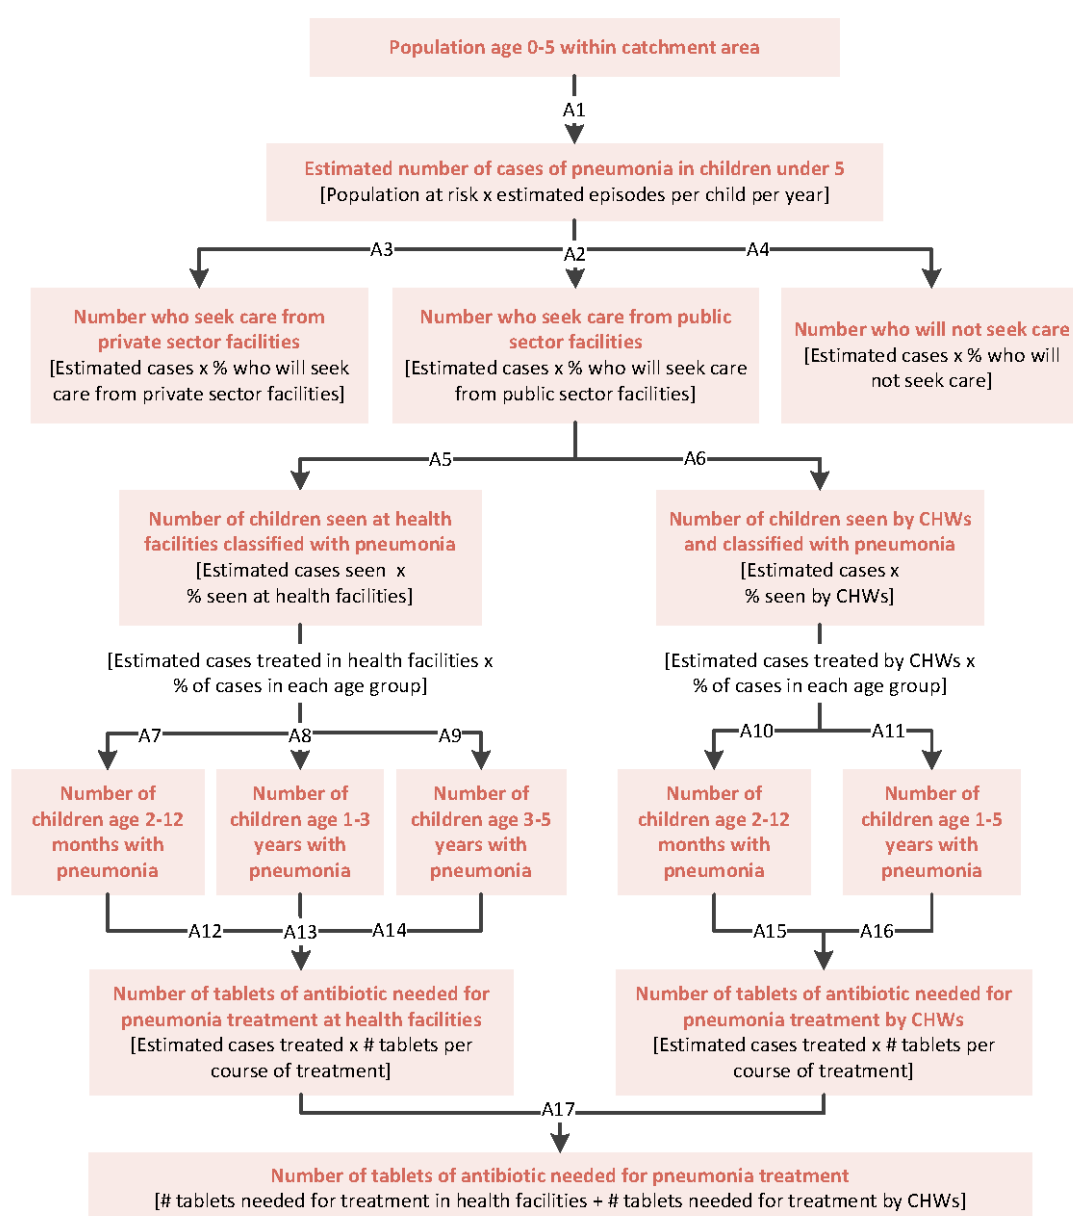 Population age 0-5 within catchment area
A1
Estimated number of cases of pneumonia in children under 5
[Population at risk x estimated episodes per child per year]
A3
A2
A4
Number who seek care from
private sector facilities
[Estimated cases x % who will seek
care from private sector facilities]
Number who seek care from public
sector facilities
[Estimated cases x % who will seek care
from public sector facilities]
Number who will not seek care
[Estimated cases x % who will
not seek care]
A5
A6
Number of children seen at health
facilities classified with pneumonia
[Estimated cases seen x
% seen at health facilities]
Number of children seen by CHWs
and classified with pneumonia
[Estimated cases x
% seen by CHWs]
[Estimated cases treated in health facilities x
% of cases in each age group]
[Estimated cases treated by CHWs x
% of cases in each age group]
A7
A8
A9
A10
A11
Number of
children age 2-12
months with
pneumonia
Number of
children age 1-3
years with
pneumonia
Number of
children age 3-5
years with
pneumonia
Number of
children age 2-12
months with
pneumonia
Number of
children age 1-5
years with
pneumonia
A12
A13
A14
A15
A16
Number of tablets of antibiotic needed for
pneumonia treatment at health facilities
[Estimated cases treated x # tablets per
course of treatment]
Number of tablets of antibiotic needed for
pneumonia treatment by CHWs
[Estimated cases treated x # tablets per
course of treatment]
A17
Number of tablets of antibiotic needed for pneumonia treatment
[# tablets needed for treatment in health facilities + # tablets needed for treatment by CHWs]